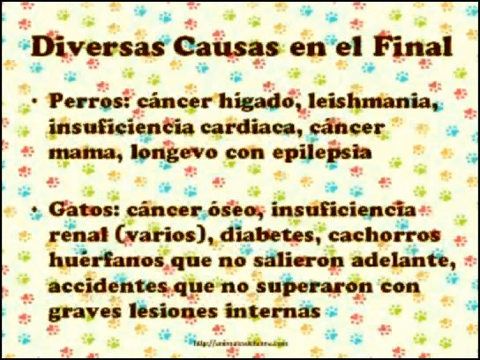 Diversas Causas en el Final
• Perros: cáncer hígado, leishmania,
insuficiencia cardiaca, cáncer
mama, longevo con epilepsia
• Gatos: cáncer óseo, insuficiencia
renal (varios), diabetes, cachorros
huérfanos que no salieron adelante,
accidentes que no superaron con
graves lesiones internas